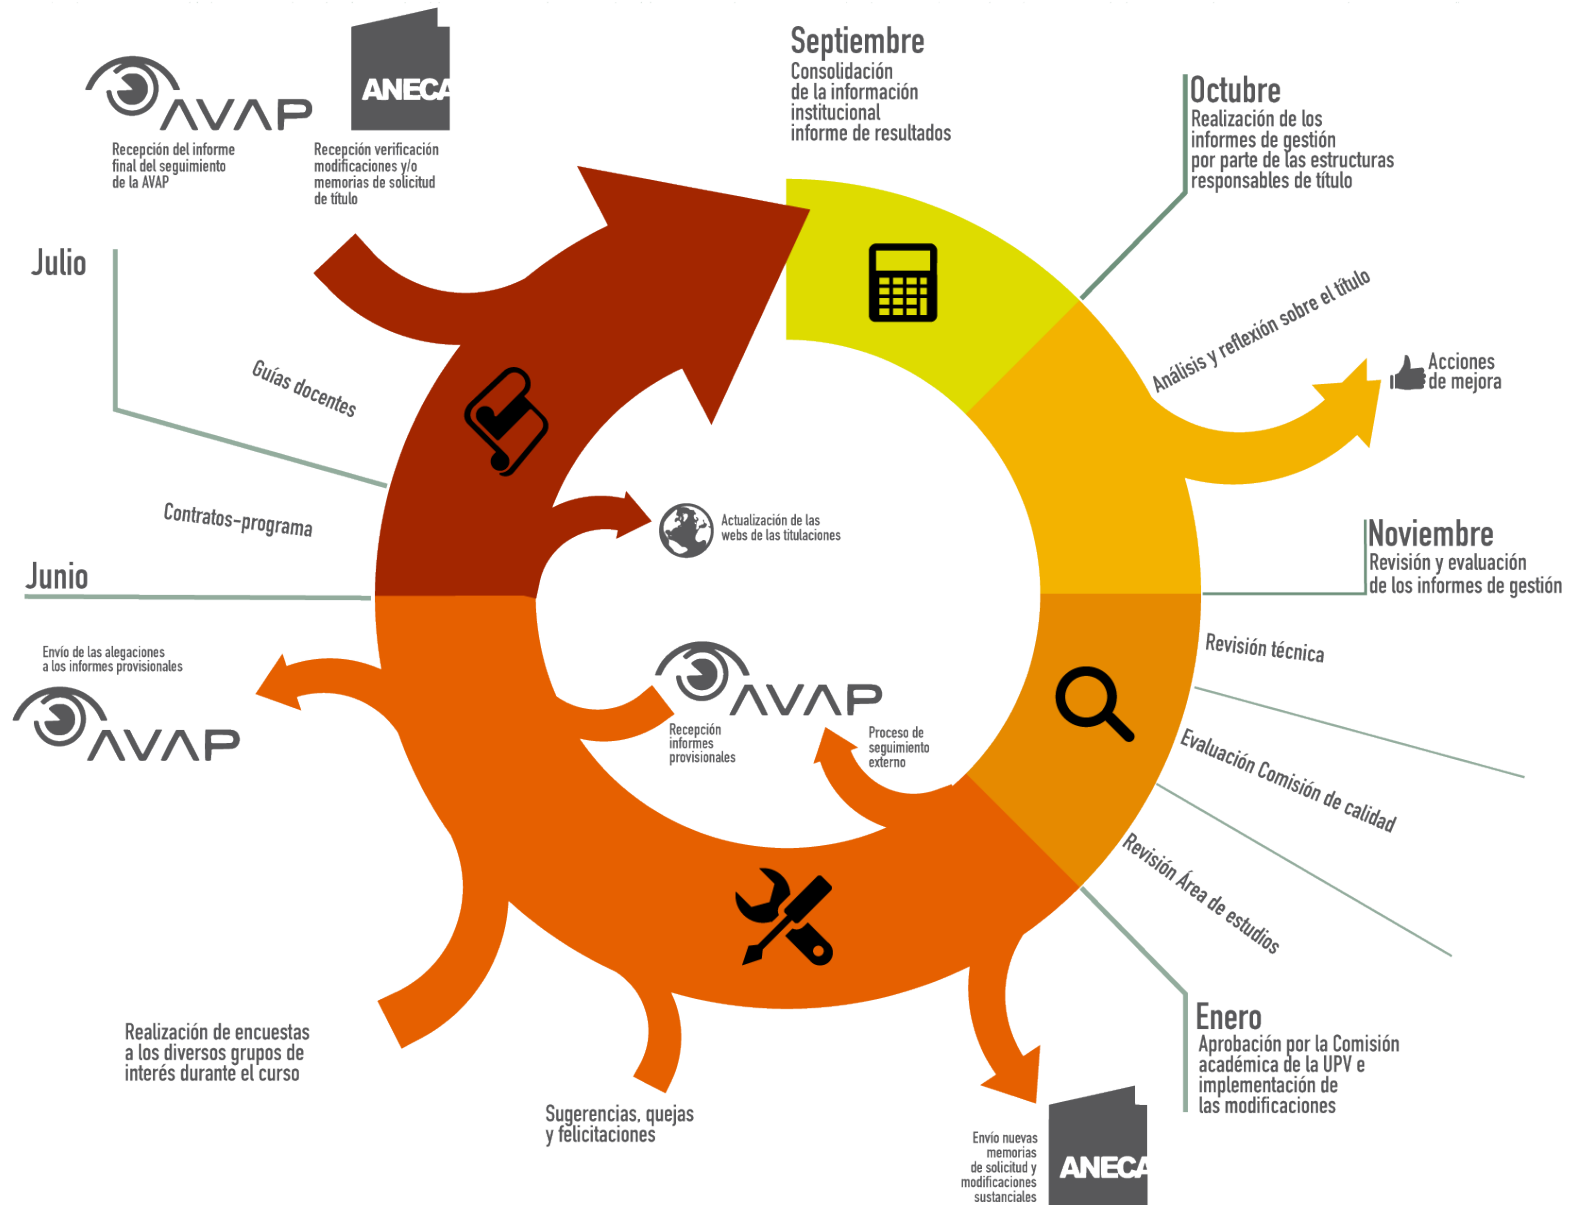 AVAP
Recepción del informe
final del seguimiento
de la AVAP
ANECA
Recepción verificación
modificaciones y/o
memorias de solicitud
de título
Septiembre
Consolidación
de la información
institucional
informe de resultados
Octubre
Realización de los
informes de gestión
por parte de las estructuras
responsables de título
Análisis y reflexión sobre el título
Acciones
de mejora
Noviembre
Revisión y evaluación
de los informes de gestión
Revisión técnica
Evaluación Comisión de calidad
Revisión Área de estudios
Enero
Aprobación por la Comisión
académica de la UPV e
implementación de
las modificaciones
Proceso de
seguimiento
externo
Envío nuevas
memorias
de solicitud y
modificaciones
sustanciales
ANECA
Sugerencias, quejas
y felicitaciones
Realización de encuestas
a los diversos grupos de
interés durante el curso
AVAP
Recepción
informes
provisionales
Envío de las alegaciones
a los informes provisionales
AVAP
Junio
Contratos-programa
Actualización de las
webs de las titulaciones
Julio
Guías docentes